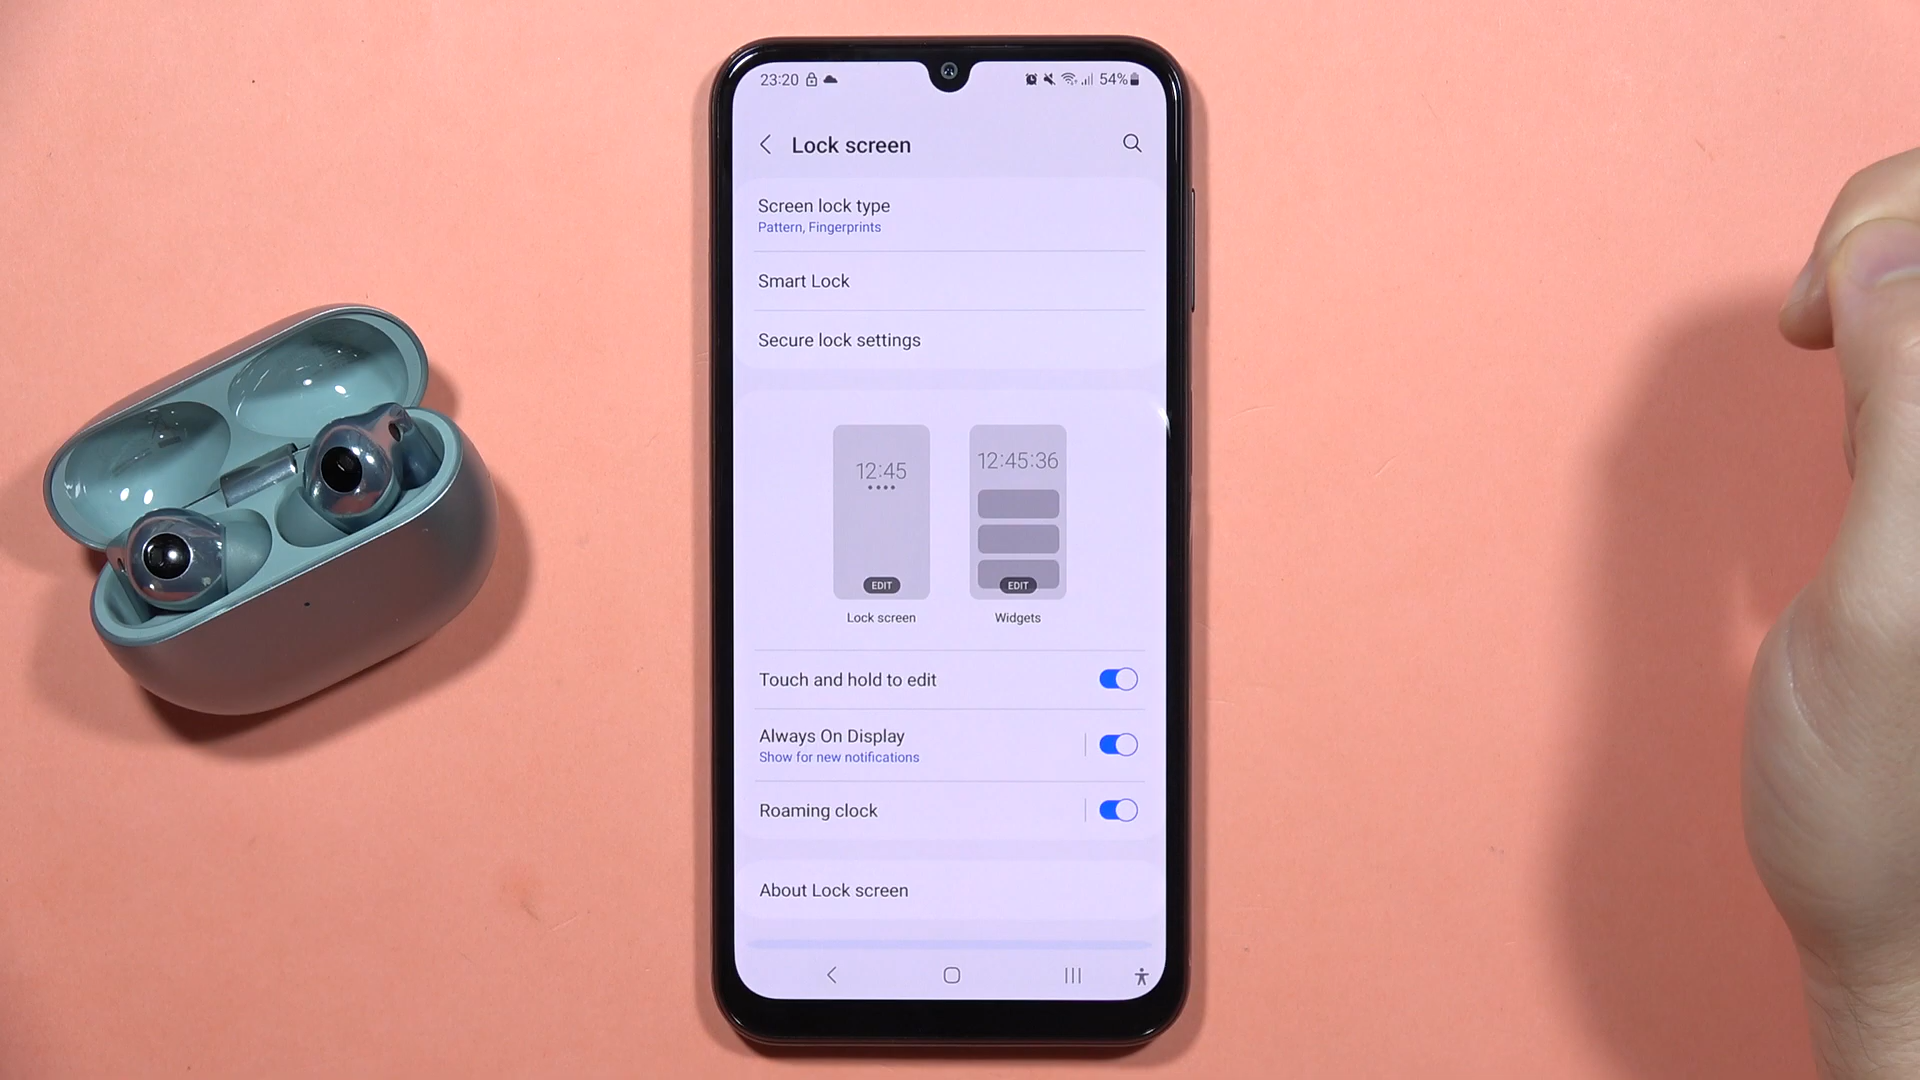 23:20
54%
Lock screen
Screen lock type
Pattern, Fingerprints
Smart Lock
Secure lock settings
12:45
12:45:36
EDIT
EDIT
Lock screen
Widgets
Touch and hold to edit
Always On Display
Show for new notifications
Roaming clock
About Lock screen